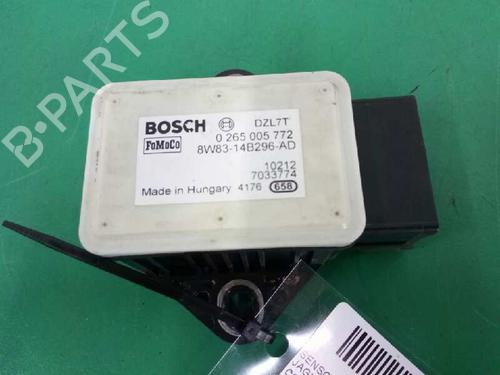 B-PARTS
BOSCH DZL7T
0 265 005 772
FoMoCo 8W83-14B296-AD
10212
7033774
Made in Hungary 4176 658